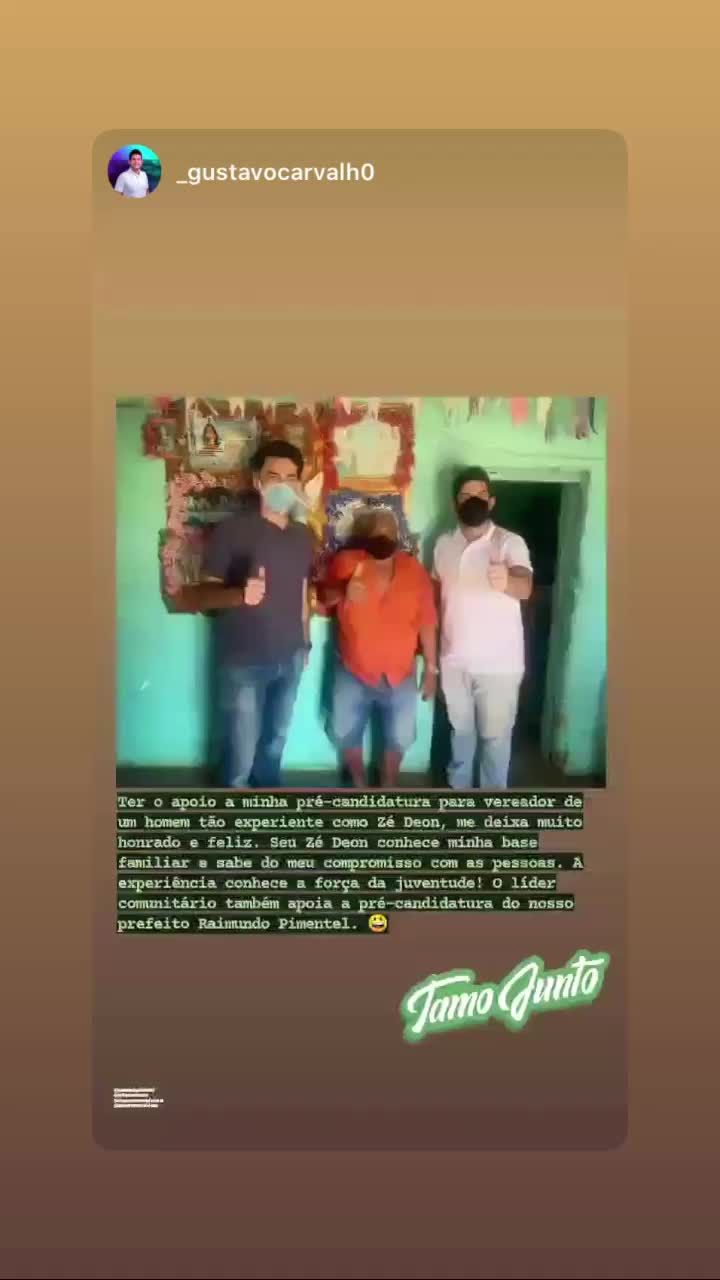 _gustavocarvalh0
Ter o apoio a minha pré-candidatura para vereador de
um homem tão experiente como Zé Deon, me deixa muito
honrado e feliz. Seu Zé Deon conhece minha base
familiar e sabe do meu compromisso com as pessoas. A
experiência conhece a força da juventude! O líder
comunitário também apoia a pré-candidatura do nosso
prefeito Raimundo Pimentel. 😀
Tamo Junto